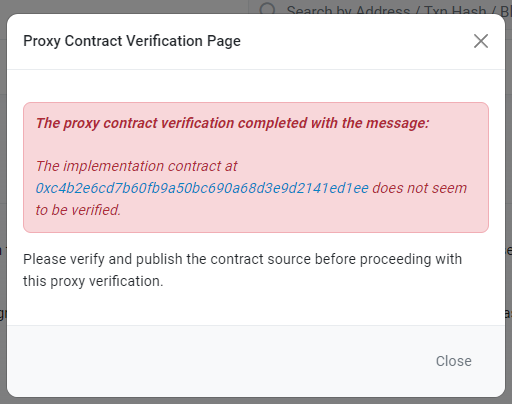 Search by Address / Txn Hash / Bl
Proxy Contract Verification Page
The proxy contract verification completed with the message:
The implementation contract at
0xc4b2e6cd7b60fb9a50bc690a68d3e9d2141ed1ee does not seem
to be verified.
Please verify and publish the contract source before proceeding with
this proxy verification.
Close